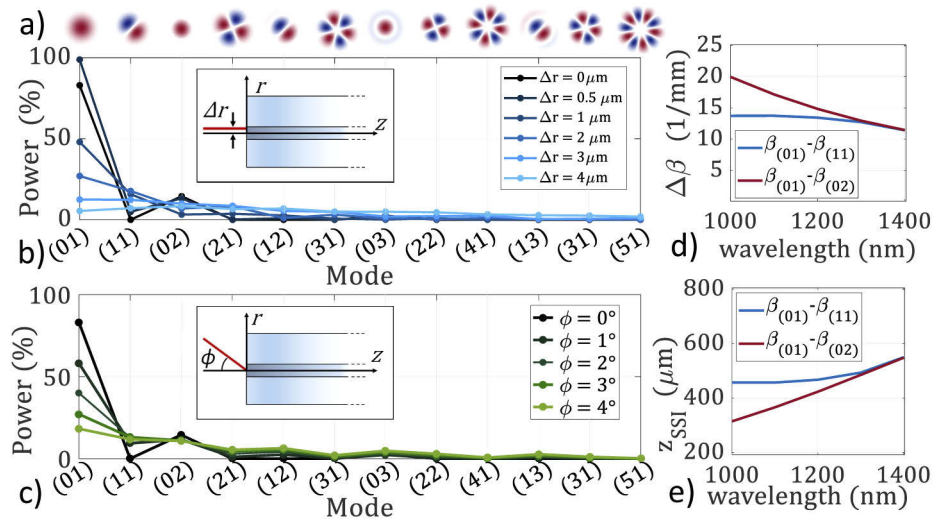 a)
100
50
0
Power (%)
r
Δr
z
Δr = 0 μm
Δr = 0.5 μm
Δr = 1 μm
Δr = 2 μm
Δr = 3 μm
Δr = 4 μm
(01) (11) (02) (21) (12) (31) (03) (22) (41) (13) (31) (51)
b)
Mode
25
20
15
10
5
Δβ (1/mm)
β(01)-β(11)
β(01)-β(02)
1000 1200 1400
wavelength (nm)
d)
100
50
0
Power (%)
r
ϕ
z
ϕ = 0°
ϕ = 1°
ϕ = 2°
ϕ = 3°
ϕ = 4°
(01) (11) (02) (21) (12) (31) (03) (22) (41) (13) (31) (51)
c)
Mode
800
600
400
200
zSSI (μm)
β(01)-β(11)
β(01)-β(02)
1000 1200 1400
wavelength (nm)
e)